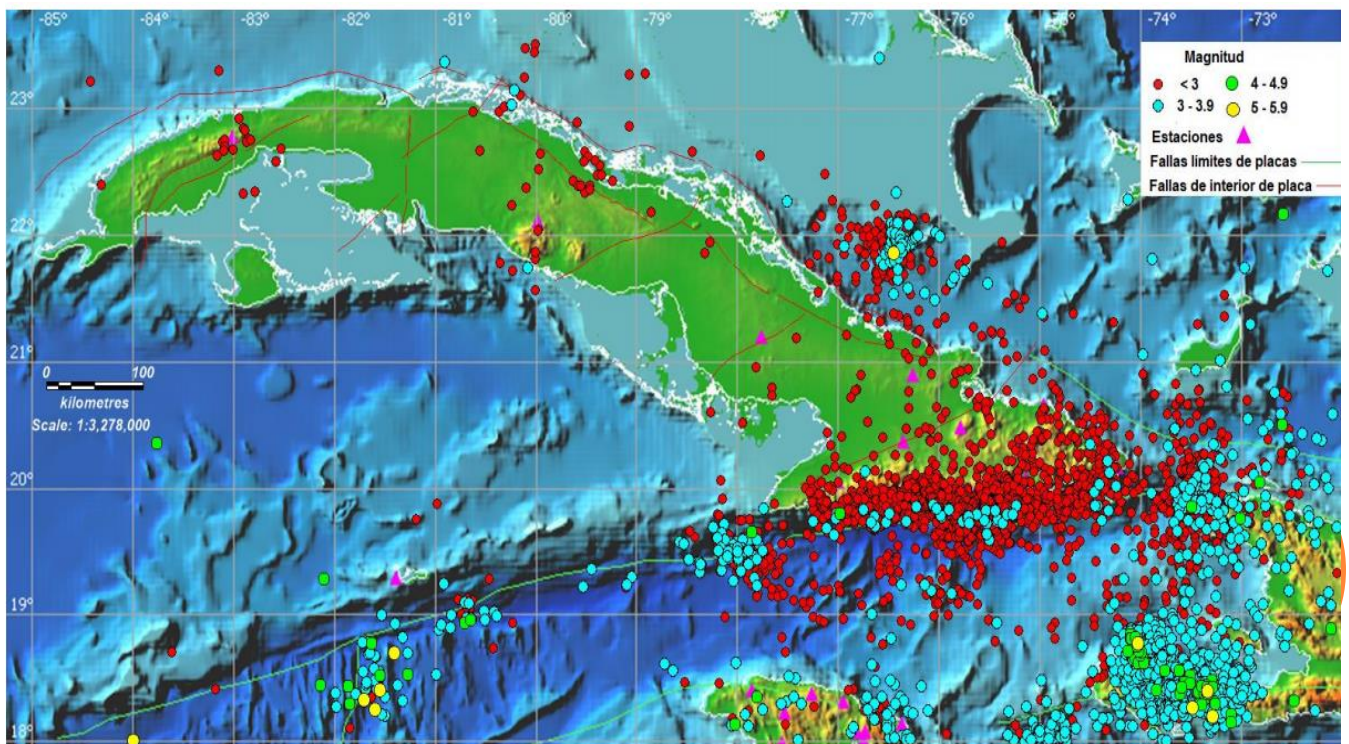 -85 -84 -83 -82 -81 -80 -79 -77 -76 -74 -73
Magnitud
< 3 4 - 4.9
3 - 3.9 5 - 5.9
Estaciones
Fallas límites de placas
Fallas de interior de placa
23°
22°
21°
0 100
kilometres
Scale: 1:3,278,000
20°
19°
18°